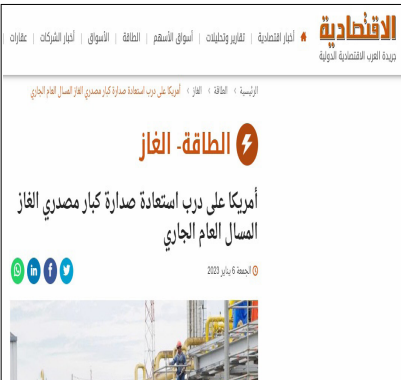 الاقتصادية
جريدة العرب الاقتصادية الدولية
أخبار اقتصادية | تقارير وتحليلات | أسواق الأسهم | الطاقة | الأسواق | أخبار الشركات | عقارات |
الرئيسية › الطاقة › الغاز › أمريكا على درب استعادة صدارة كبار مصدري الغاز المسال العام الجاري
الطاقة- الغاز
أمريكا على درب استعادة صدارة كبار مصدري الغاز
المسال العام الجاري
الجمعة 6 يناير 2023